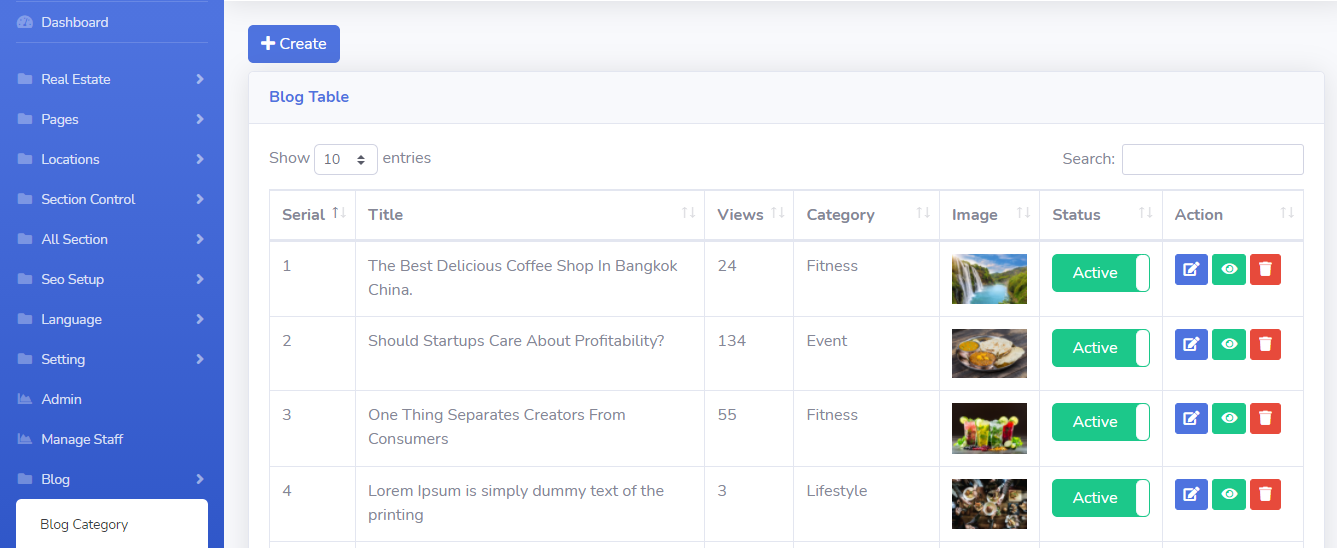 Dashboard
Real Estate
Pages
Locations
Section Control
All Section
Seo Setup
Language
Setting
Admin
Manage Staff
Blog
Blog Category
Create
Blog Table
Show 10 entries
Search:
Serial Title Views Category Image Status Action
1 The Best Delicious Coffee Shop In Bangkok 24 Fitness Active
China.
2 Should Startups Care About Profitability? 134 Event Active
3 One Thing Separates Creators From 55 Fitness Active
Consumers
4 Lorem Ipsum is simply dummy text of the 3 Lifestyle Active
printing